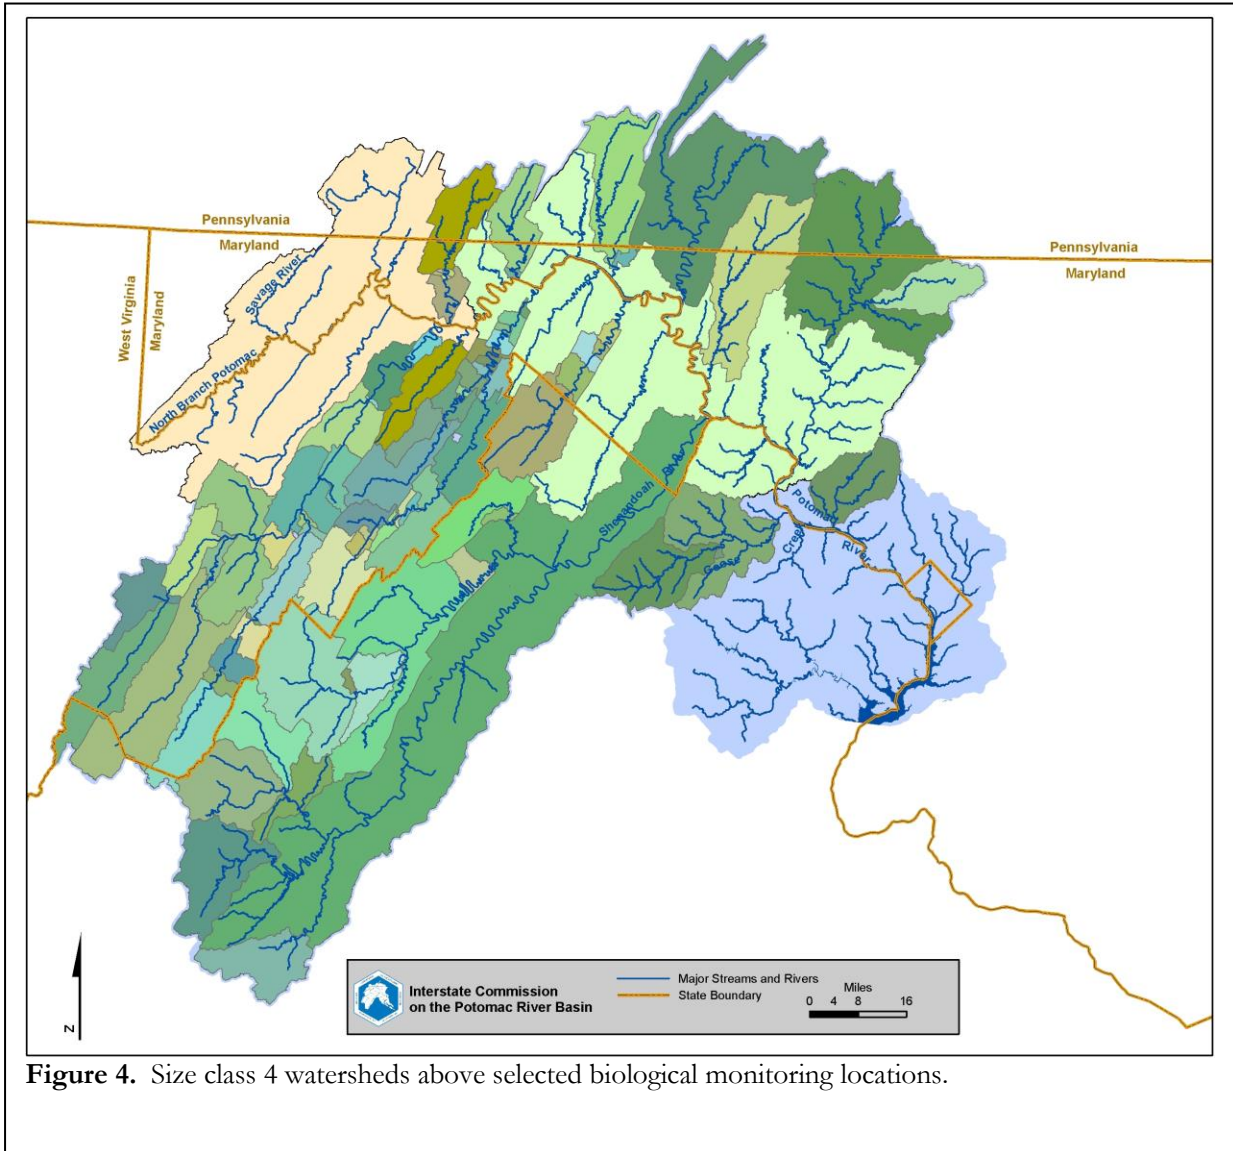 Pennsylvania
Maryland
Pennsylvania
Maryland
West Virginia
Maryland
Savage River
North Branch Potomac
Shenandoah River
Goose Creek
Potomac River
Interstate Commission
on the Potomac River Basin
Major Streams and Rivers
State Boundary
Miles
0 4 8 16
N
Figure 4. Size class 4 watersheds above selected biological monitoring locations.